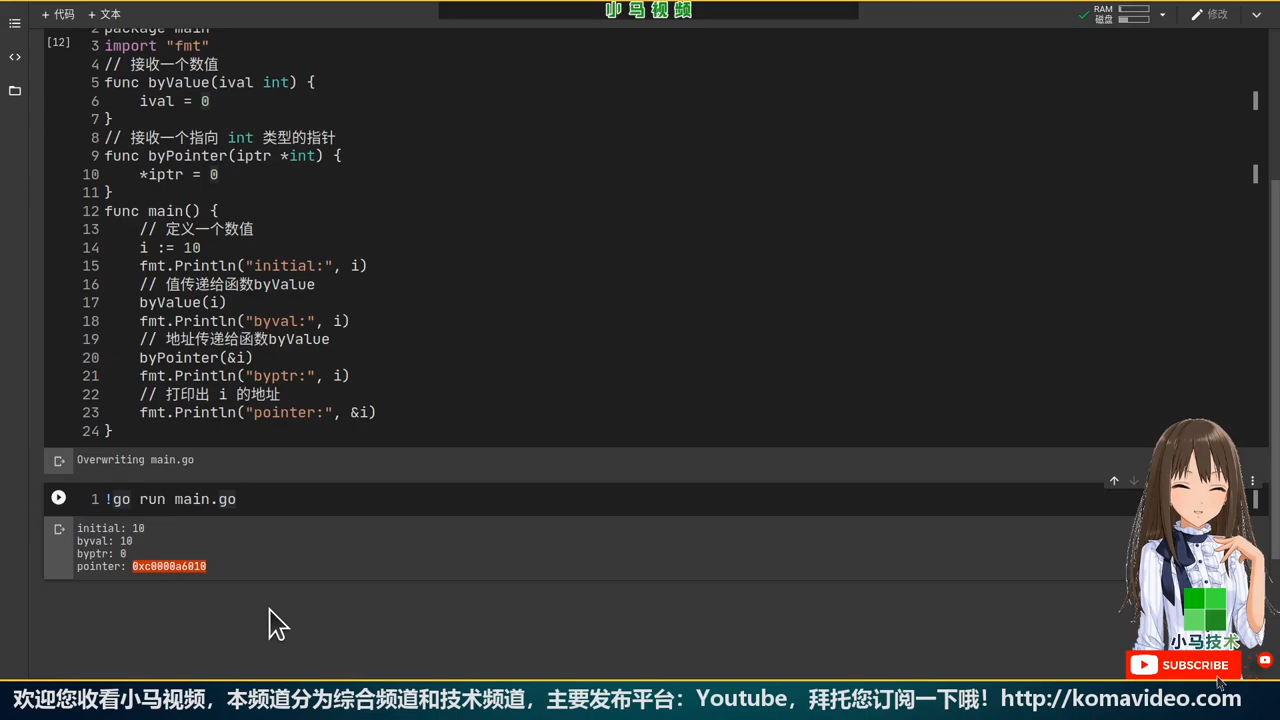 小马视频
+ 代码 + 文本
RAM
磁盘
修改
[12]
2 package main
3 import "fmt"
4 // 接收一个数值
5 func byValue(ival int) {
6 ival = 0
7 }
8 // 接收一个指向 int 类型的指针
9 func byPointer(iptr *int) {
10 *iptr = 0
11 }
12 func main() {
13 // 定义一个数值
14 i := 10
15 fmt.Println("initial:", i)
16 // 值传递给函数byValue
17 byValue(i)
18 fmt.Println("byval:", i)
19 // 地址传递给函数byValue
20 byPointer(&i)
21 fmt.Println("byptr:", i)
22 // 打印出 i 的地址
23 fmt.Println("pointer:", &i)
24 }
Overwriting main.go
1 !go run main.go
initial: 10
byval: 10
byptr: 0
pointer: 0xc0000a6010
小马技术
SUBSCRIBE
欢迎您收看小马视频，本频道分为综合频道和技术频道，主要发布平台：Youtube，拜托您订阅一下哦！http://komavideo.com